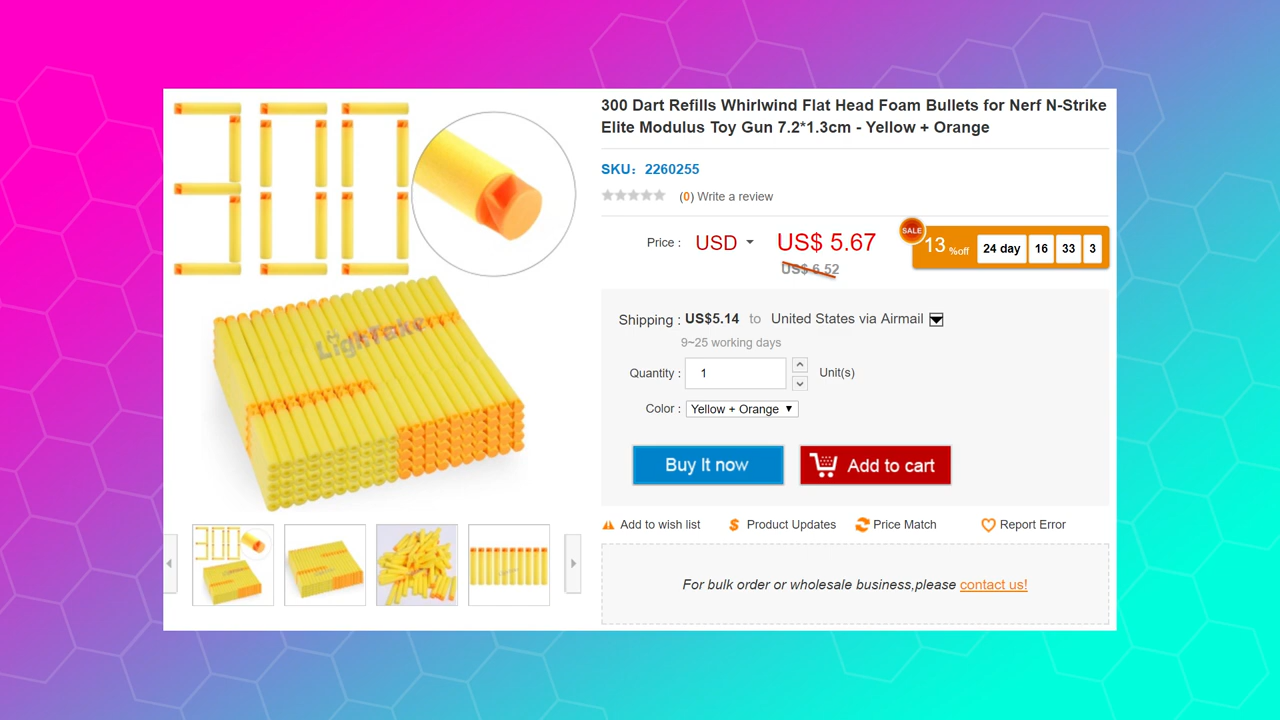 300 Dart Refills Whirlwind Flat Head Foam Bullets for Nerf N-Strike
Elite Modulus Toy Gun 7.2*1.3cm - Yellow + Orange
SKU: 2260255
(0) Write a review
Price : USD US$ 5.67
US$ 6.52
SALE 13 %off 24 day 16 33 3
Shipping : US$5.14 to United States via Airmail
9~25 working days
Quantity : 1 Unit(s)
Color : Yellow + Orange
Buy It now Add to cart
Add to wish list $ Product Updates Price Match Report Error
For bulk order or wholesale business,please contact us!
300
LighTake